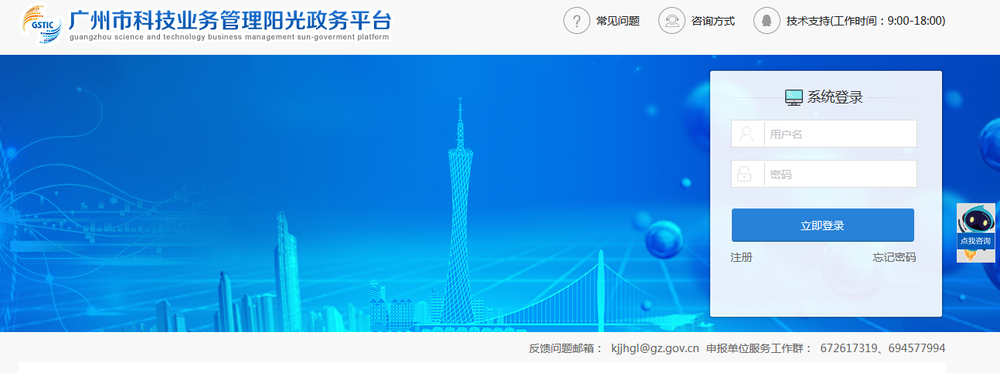 GSTIC
广州市科技业务管理阳光政务平台
guangzhou science and technology business management sun-goverment platform
? 常见问题 咨询方式 技术支持(工作时间：9:00-18:00)
系统登录
用户名
密码
立即登录
注册 忘记密码
点我咨询
反馈问题邮箱： kjjhgl@gz.gov.cn 申报单位服务工作群： 672617319、694577994